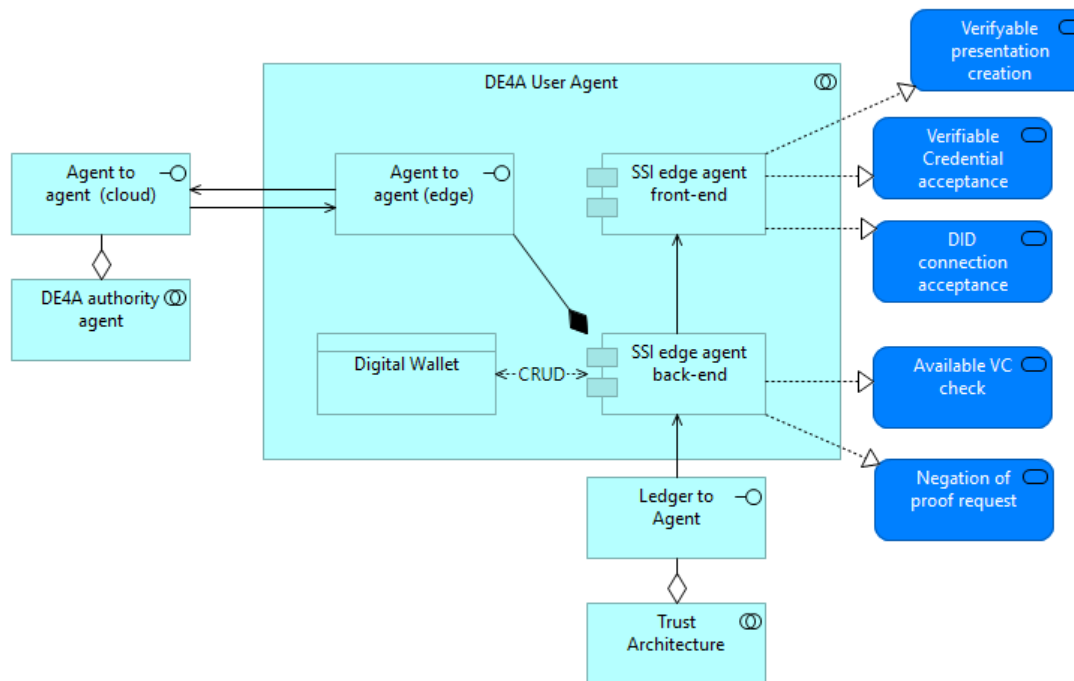 Verifyable
presentation
creation
DE4A User Agent
Agent to
agent  (cloud)
Agent to
agent (edge)
SSI edge agent
front-end
Verifiable
Credential
acceptance
DID
connection
acceptance
DE4A authority
agent
Digital Wallet
CRUD
SSI edge agent
back-end
Available VC
check
Ledger to
Agent
Negation of
proof request
Trust
Architecture